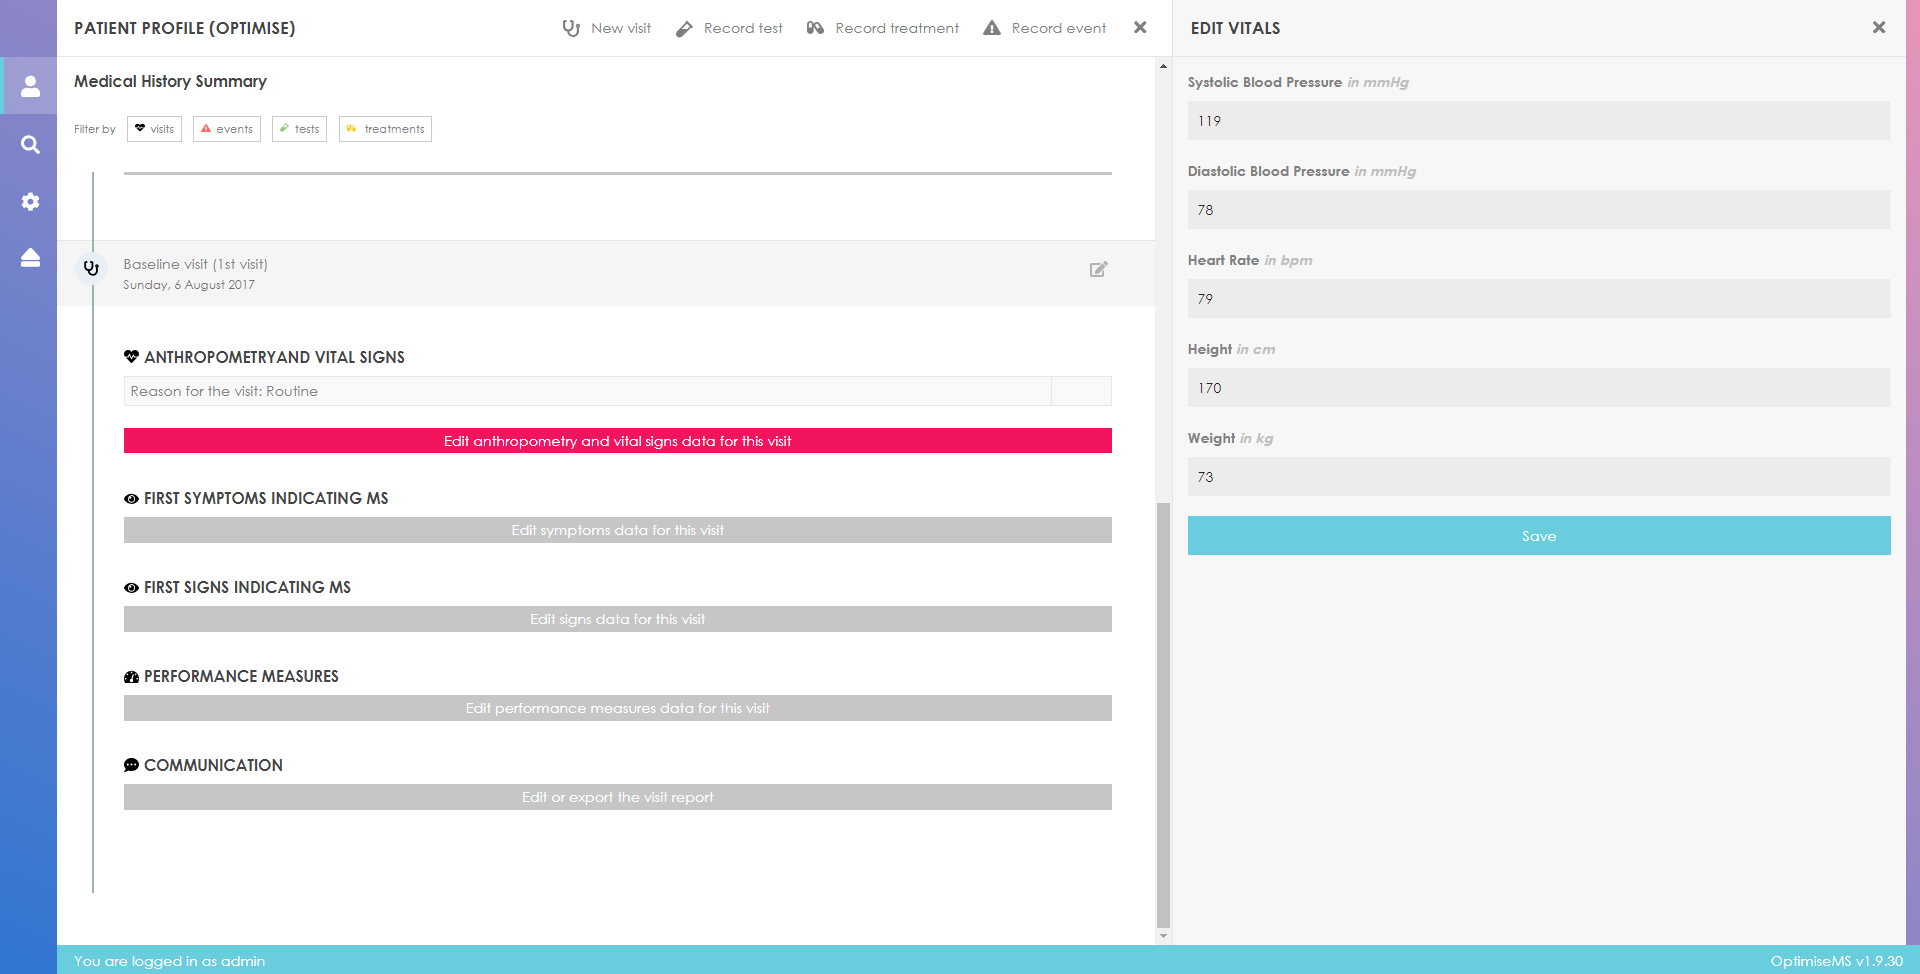 PATIENT PROFILE (OPTIMISE)
New visit
Record test
Record treatment
Record event
Medical History Summary
Filter by
visits
events
tests
treatments
Baseline visit (1st visit)
Sunday, 6 August 2017
ANTHROPOMETRYAND VITAL SIGNS
Reason for the visit: Routine
Edit anthropometry and vital signs data for this visit
FIRST SYMPTOMS INDICATING MS
Edit symptoms data for this visit
FIRST SIGNS INDICATING MS
Edit signs data for this visit
PERFORMANCE MEASURES
Edit performance measures data for this visit
COMMUNICATION
Edit or export the visit report
EDIT VITALS
Systolic Blood Pressure in mmHg
119
Diastolic Blood Pressure in mmHg
78
Heart Rate in bpm
79
Height in cm
170
Weight in kg
73
Save
You are logged in as admin
OptimiseMS v1.9.30